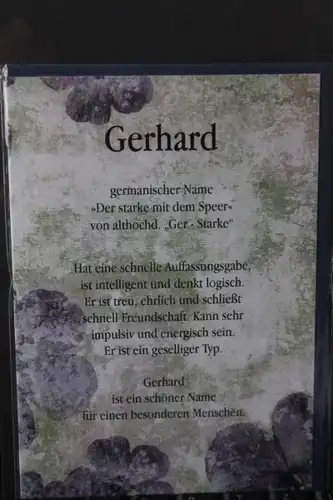 Gerhard
germanischer Name
»Der starke mit dem Speer«
von althochd. „Ger - Starke“
Hat eine schnelle Auffassungsgabe,
ist intelligent und denkt logisch.
Er ist treu, ehrlich und schließt
schnell Freundschaft. Kann sehr
impulsiv und energisch sein.
Er ist ein geselliger Typ.
Gerhard
ist ein schöner Name
für einen besonderen Menschen.